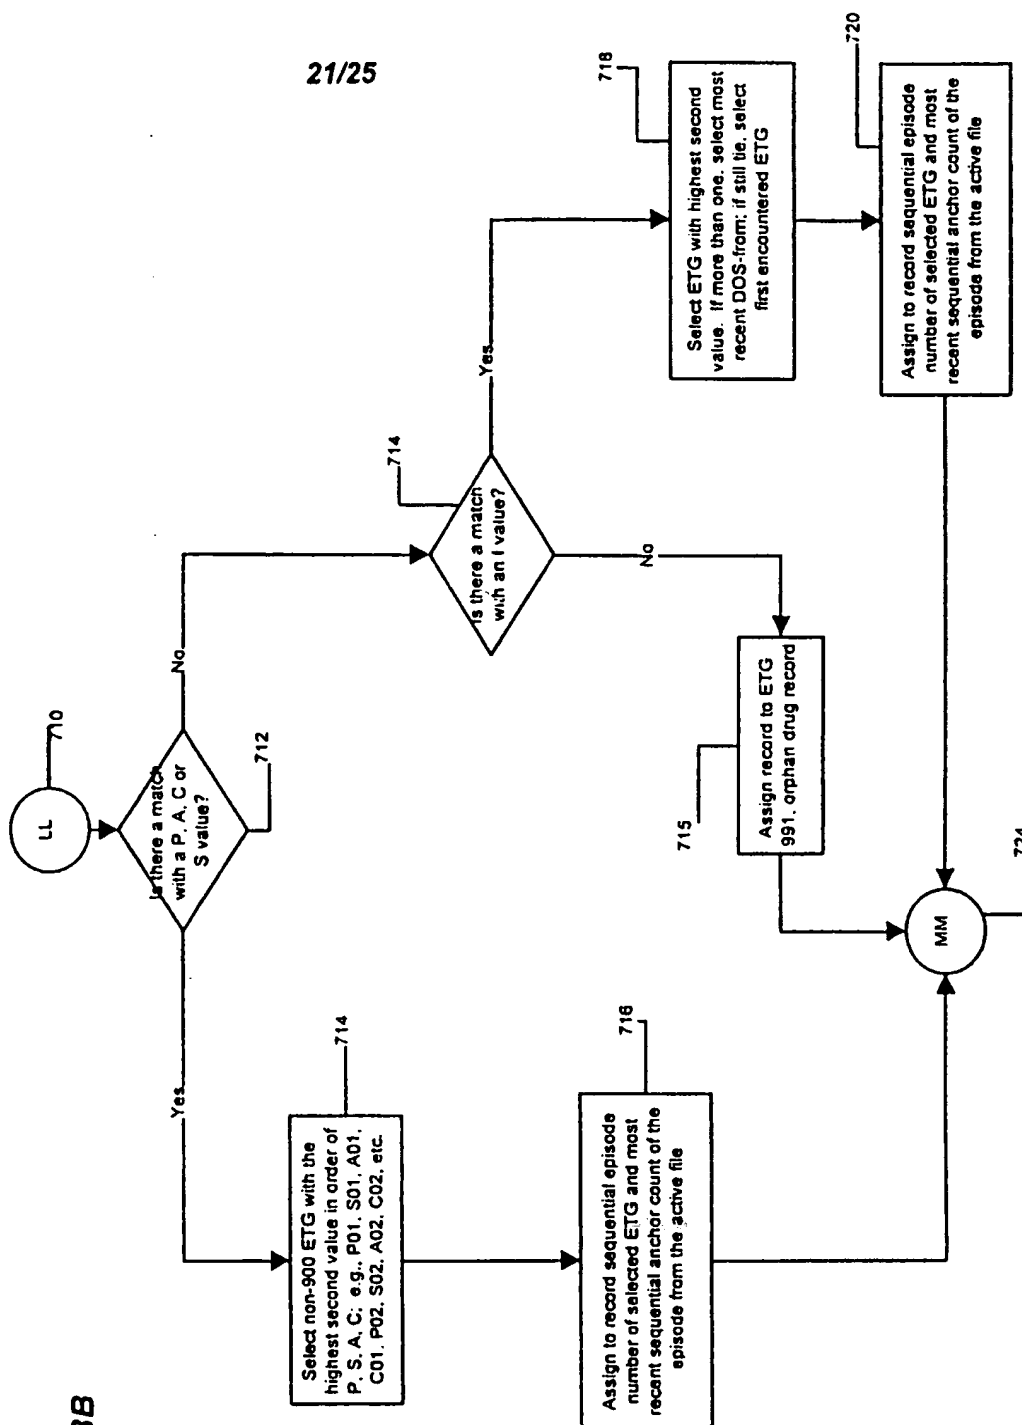 21/25
LL
710
Is there a match
with a P, A, C or
S value?
712
Yes
No
714
Is there a match
with an I value?
Yes
No
714
Select non-900 ETG with the
highest second value in order of
P, S, A, C; e.g., P01, S01, A01,
C01, P02, S02, A02, C02, etc.
716
Assign to record sequential episode
number of selected ETG and most
recent sequential anchor count of the
episode from the active file
715
Assign record to ETG
991, orphan drug record
718
Select ETG with highest second
value. If more than one, select most
recent DOS-from; if still tie, select
first encountered ETG
720
Assign to record sequential episode
number of selected ETG and most
recent sequential anchor count of the
episode from the active file
MM
724